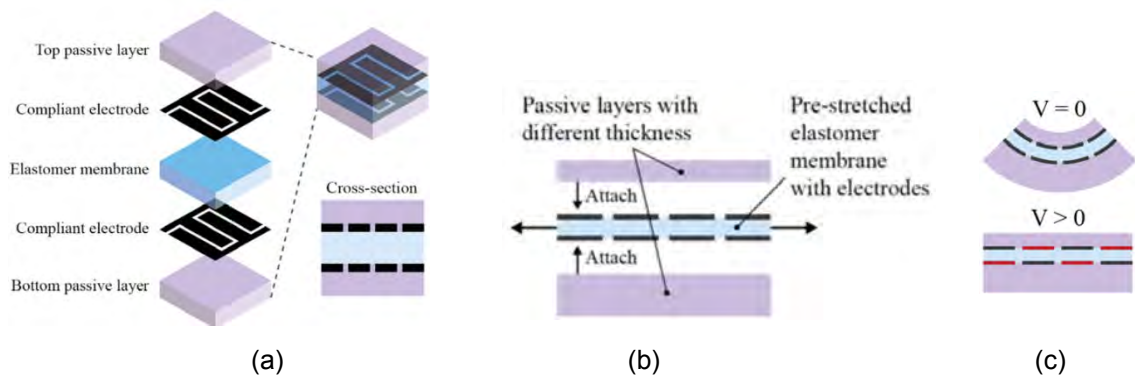 Top passive layer
Compliant electrode
Elastomer membrane
Compliant electrode
Bottom passive layer
Cross-section
(a)
Passive layers with
different thickness
Pre-stretched
elastomer
membrane
with electrodes
Attach
Attach
(b)
V = 0
V > 0
(c)